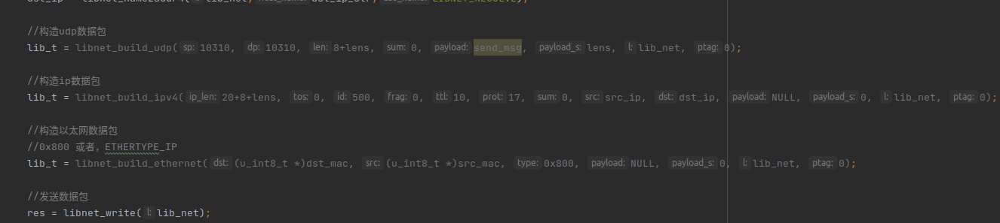 //构造udp数据包
lib_t = libnet_build_udp( sp: 10310, dp: 10310, len: 8+lens, sum: 0, payload: send_msg, payload_s: lens, l: lib_net, ptag: 0);
//构造ip数据包
lib_t = libnet_build_ipv4( ip_len: 20+8+lens, tos: 0, id: 500, frag: 0, ttl: 10, prot: 17, sum: 0, src: src_ip, dst: dst_ip, payload: NULL, payload_s: 0, l: lib_net, ptag: 0);
//构造以太网数据包
//0x800 或者，ETHERTYPE_IP
lib_t = libnet_build_ethernet( dst: (u_int8_t *)dst_mac, src: (u_int8_t *)src_mac, type: 0x800, payload: NULL, payload_s: 0, l: lib_net, ptag: 0);
//发送数据包
res = libnet_write( l: lib_net);